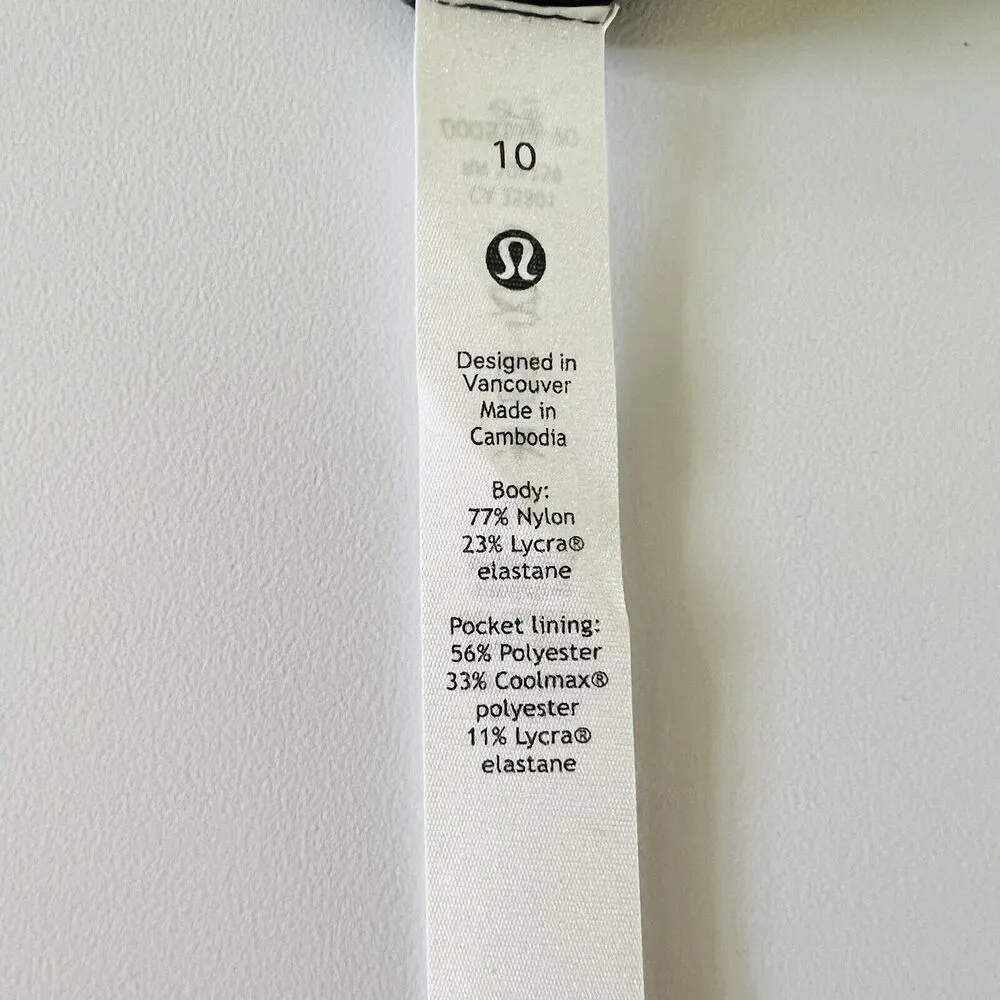 10
Designed in
Vancouver
Made in
Cambodia
Body:
77% Nylon
23% Lycra®
elastane
Pocket lining:
56% Polyester
33% Coolmax®
polyester
11% Lycra®
elastane